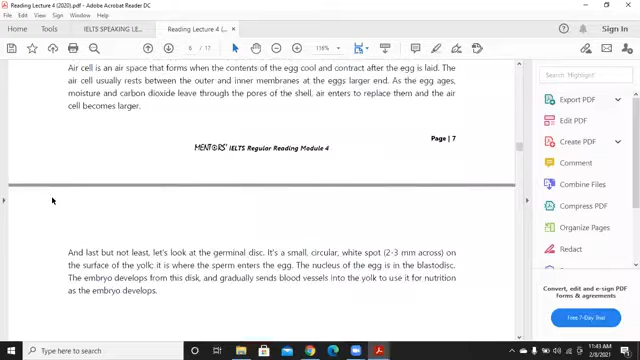 Reading Lecture 4 (2020).pdf - Adobe Acrobat Reader DC
File Edit View Sign Window Help
Home Tools IELTS SPEAKING LE... Reading Lecture 4 (... × Sign In
6 / 17 118%
Air cell is an air space that forms when the contents of the egg cool and contract after the egg is laid. The
air cell usually rests between the outer and inner membranes at the eggs larger end. As the egg ages,
moisture and carbon dioxide leave through the pores of the shell, air enters to replace them and the air
cell becomes larger.
Page | 7
MENTORS' IELTS Regular Reading Module 4
And last but not least, let's look at the germinal disc. It's a small, circular, white spot (2-3 mm across) on
the surface of the yolk; it is where the sperm enters the egg. The nucleus of the egg is in the blastodisc.
The embryo develops from this disk, and gradually sends blood vessels into the yolk to use it for nutrition
as the embryo develops.
Search 'Highlight'
Export PDF
Edit PDF
Create PDF
Comment
Combine Files
Compress PDF
Organize Pages
Redact
Convert, edit and e-sign PDF
forms & agreements
Free 7-Day Trial
Type here to search
11:43 AM
2/8/2021